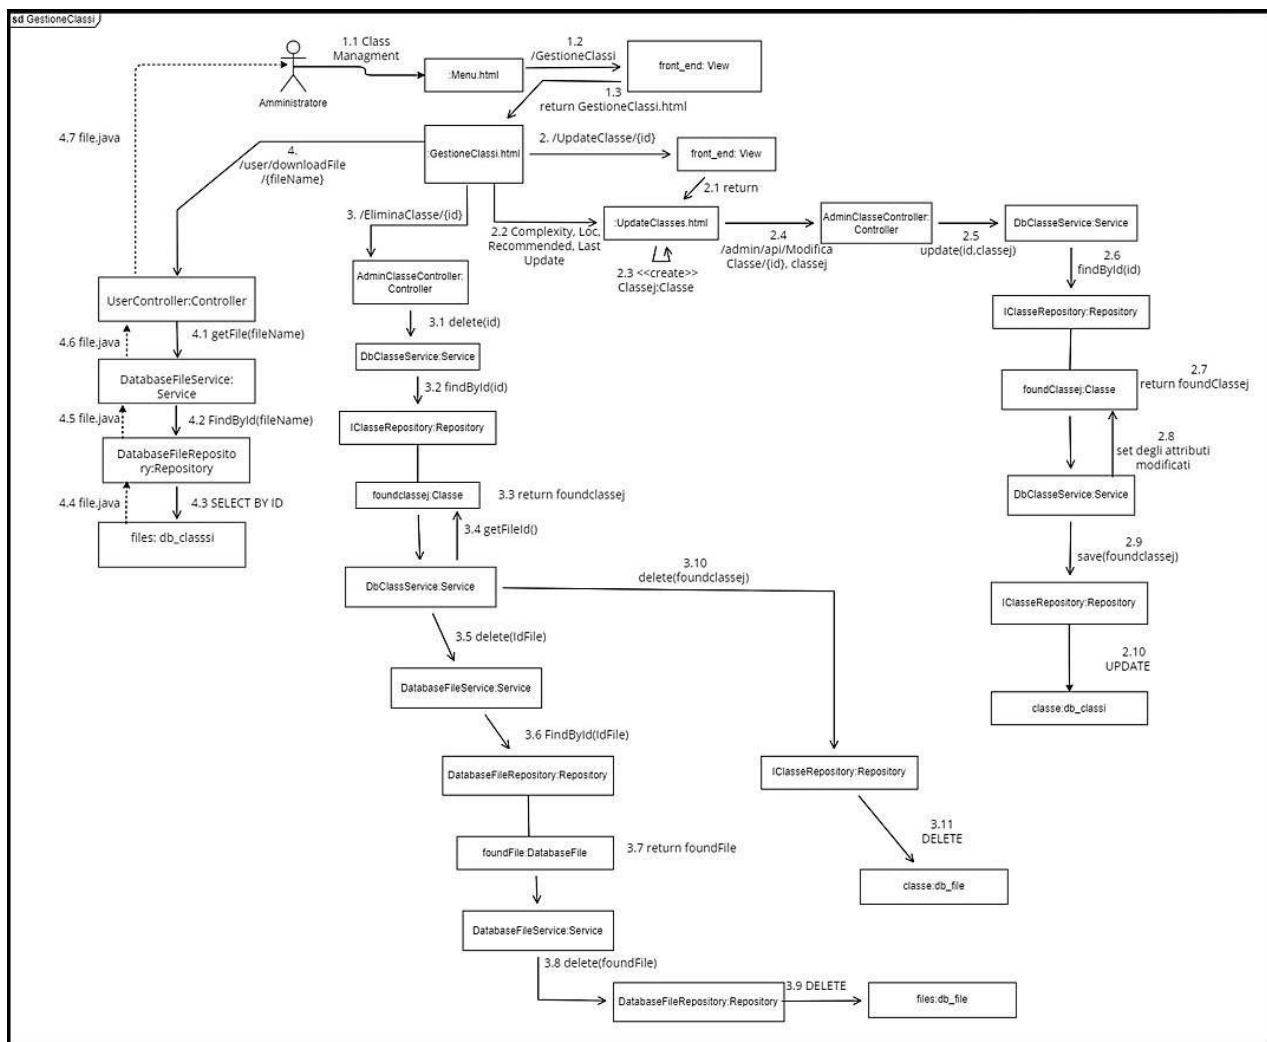 sd GestioneClassi
1.1 Class
Managment
1.2
/GestioneClassi
:Menu.html
front_end: View
Amministratore
1.3
return GestioneClassi.html
4.7 file.java
4.
/user/downloadFile
/{fileName}
:GestioneClassi.html
2. /UpdateClasse/{id}
front_end: View
2.1 return
3. /EliminaClasse/{id}
2.2 Complexity, Loc,
Recommended, Last
Update
:UpdateClasses.html
2.3 <<create>>
Classej:Classe
2.4
/admin/api/Modifica
Classe/{id}, classej
AdminClasseController:
Controller
2.5
update(id.classej)
DbClasseService:Service
2.6
findById(id)
IClasseRepository:Repository
2.7
return foundClassej
foundClassej:Classe
2.8
set degli attributi
modificati
DbClasseService:Service
2.9
save(foundclassej)
IClasseRepository:Repository
2.10
UPDATE
classe:db_classi
AdminClasseController:
Controller
3.1 delete(id)
DbClasseService:Service
3.2 findById(id)
IClasseRepository:Repository
foundclassej:Classe
3.3 return foundclassej
3.4 getFileId()
DbClassService:Service
3.10
delete(foundclassej)
3.5 delete(IdFile)
DatabaseFileService:Service
3.6 FindById(IdFile)
DatabaseFileRepository:Repository
foundFile:DatabaseFile
3.7 return foundFile
DatabaseFileService:Service
3.8 delete(foundFile)
DatabaseFileRepository:Repository
3.9 DELETE
files:db_file
IClasseRepository:Repository
3.11
DELETE
classe:db_file
UserController:Controller
4.6 file.java
4.1 getFile(fileName)
DatabaseFileService:
Service
4.5 file.java
4.2 FindById(fileName)
DatabaseFileReposito
ry:Repository
4.4 file.java
4.3 SELECT BY ID
files: db_classsi